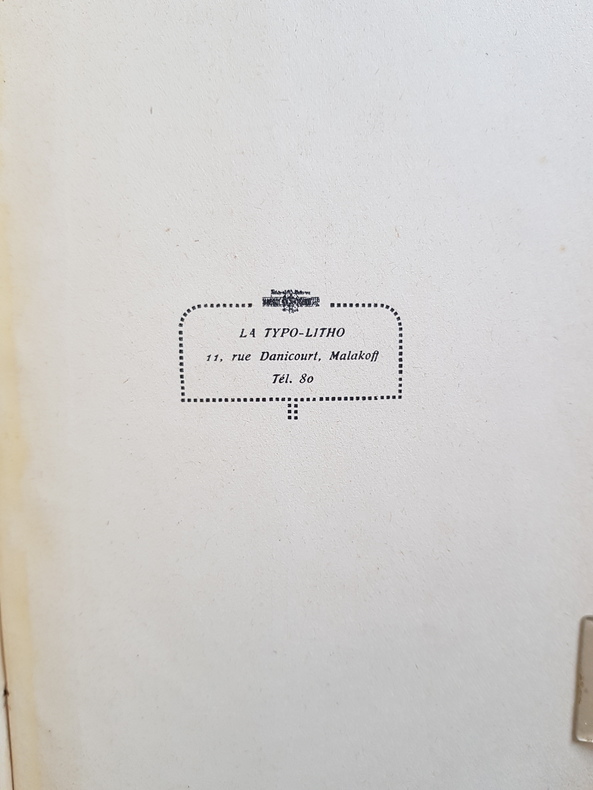 LA TYPO-LITHO
11, rue Danicourt, Malakoff
Tél. 80